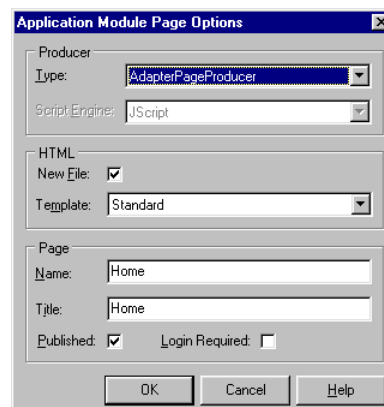 Application Module Page Options
Producer
Type: AdapterPageProducer
Script Engine: JScript
HTML
New File:
Template: Standard
Page
Name: Home
Title: Home
Published: Login Required:
OK Cancel Help